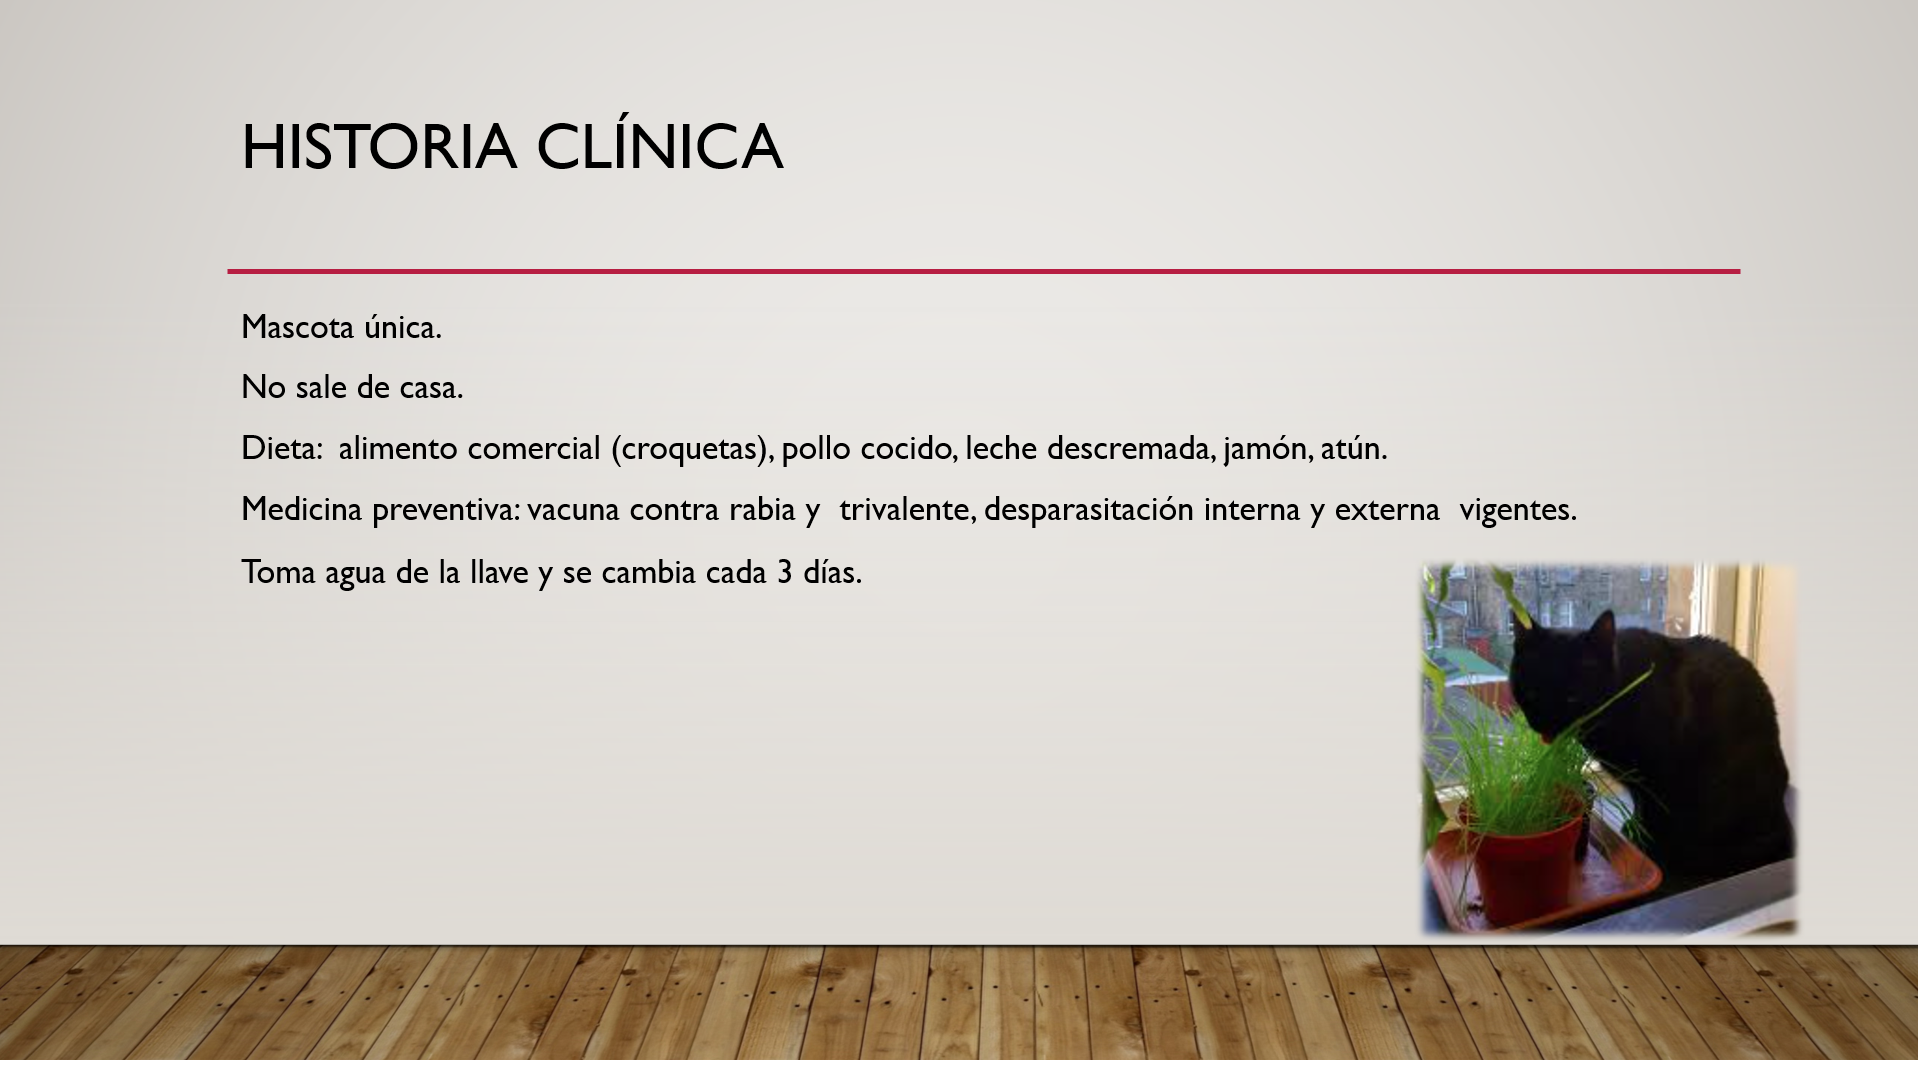 HISTORIA CLÍNICA
Mascota única.
No sale de casa.
Dieta:  alimento comercial (croquetas), pollo cocido, leche descremada, jamón, atún.
Medicina preventiva: vacuna contra rabia y  trivalente, desparasitación interna y externa  vigentes.
Toma agua de la llave y se cambia cada 3 días.